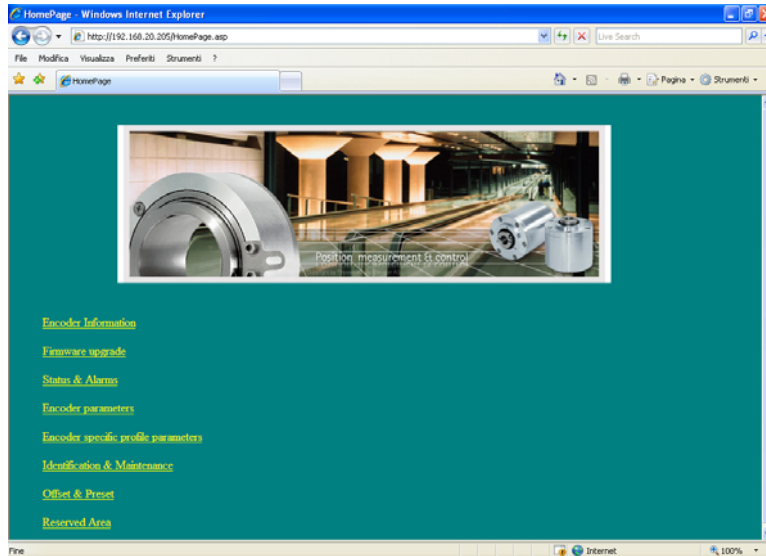 HomePage - Windows Internet Explorer
http://192.168.20.205/HomePage.asp
Live Search
File Modifica Visualizza Preferiti Strumenti ?
HomePage
Pagina Strumenti
Position measurement & control
Encoder Information
Firmware upgrade
Status & Alarms
Encoder parameters
Encoder specific profile parameters
Identification & Maintenance
Offset & Preset
Reserved Area
Fine Internet 100%